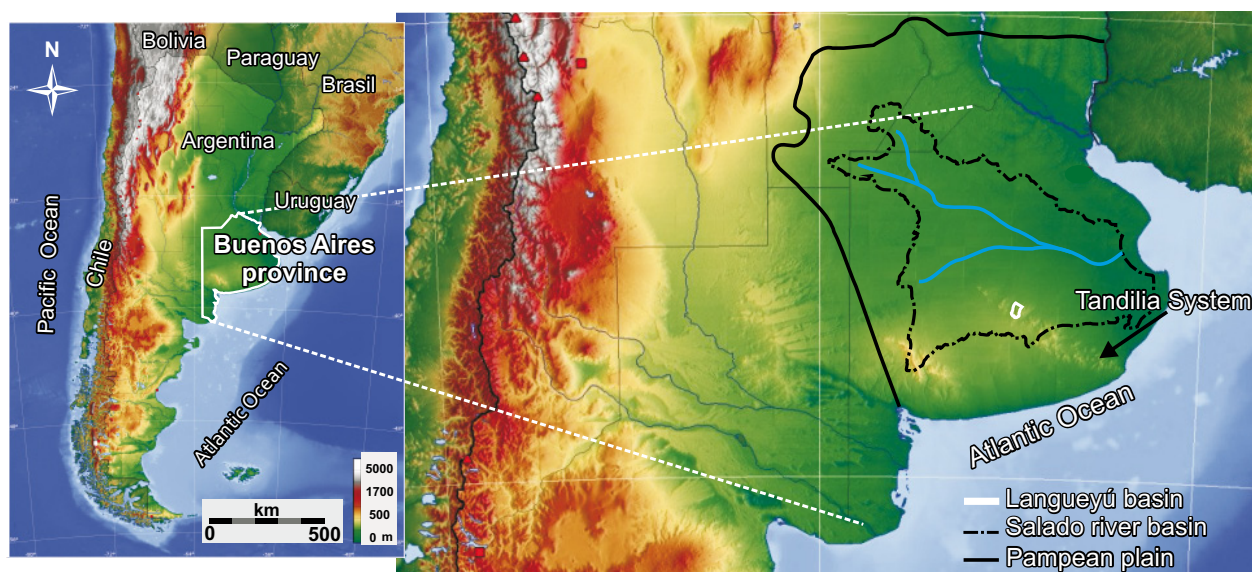 N
Bolivia
Paraguay
Brasil
Argentina
Uruguay
Buenos Aires
province
Chile
Pacific Ocean
Atlantic Ocean
km
0 500
5000
1700
500
0 m
Tandilia System
Atlantic Ocean
Langueyú basin
Salado river basin
Pampean plain